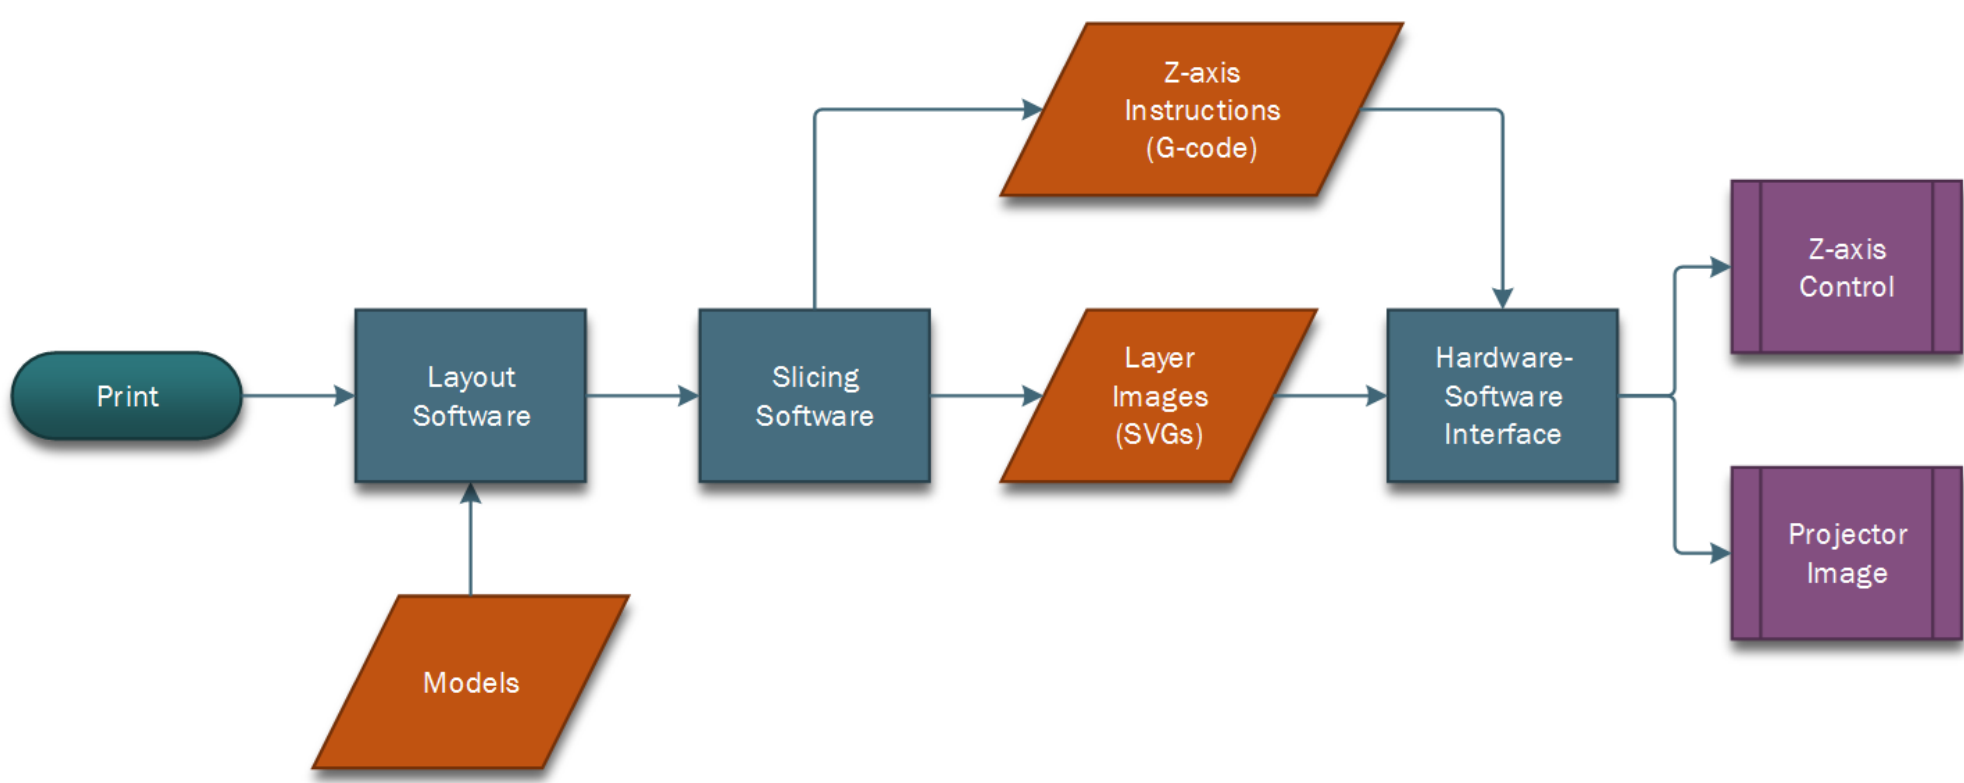 Z-axis
Instructions
(G-code)
Z-axis
Control
Print
Layout
Software
Slicing
Software
Layer
Images
(SVGs)
Hardware-
Software
Interface
Projector
Image
Models